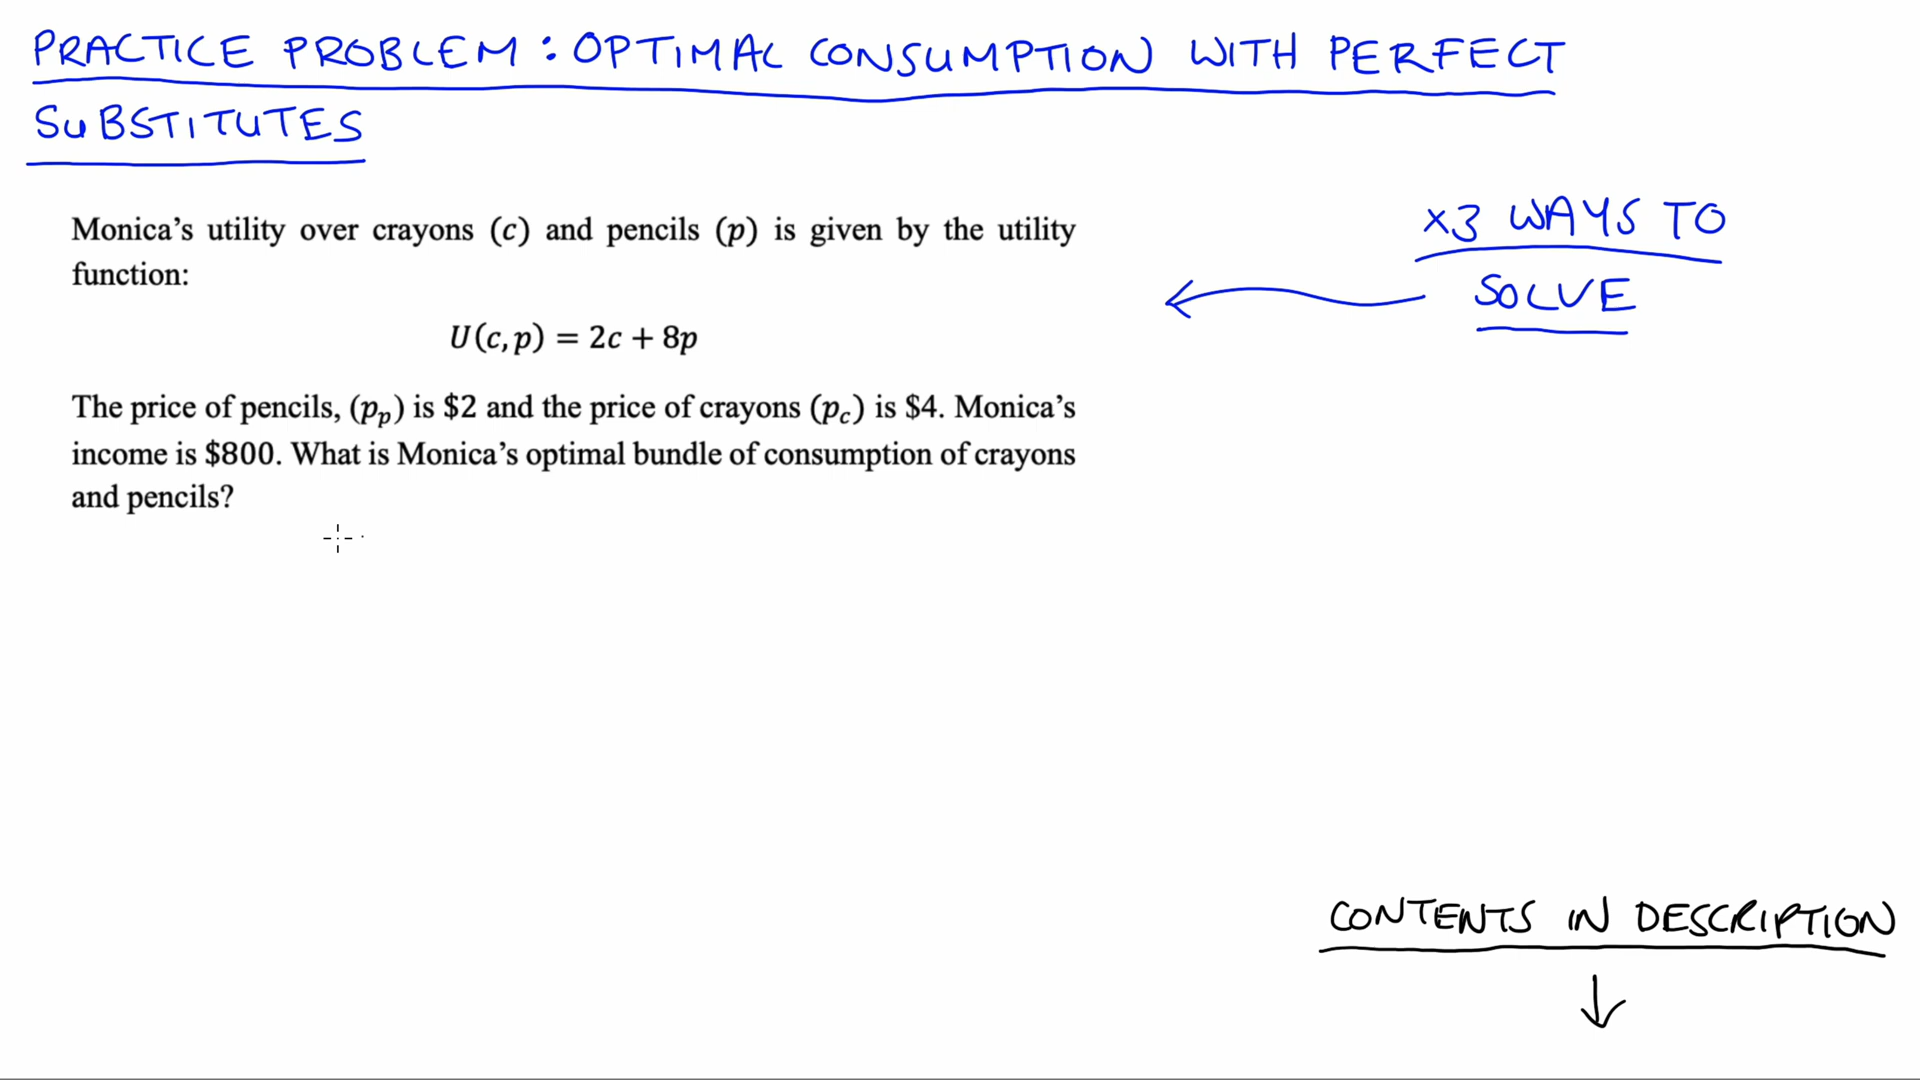 PRACTICE PROBLEM: OPTIMAL CONSUMPTION WITH PERFECT
SUBSTITUTES
Monica's utility over crayons (c) and pencils (p) is given by the utility
function:
U(c,p) = 2c + 8p
The price of pencils, (pₚ) is $2 and the price of crayons (p_c) is $4. Monica's
income is $800. What is Monica's optimal bundle of consumption of crayons
and pencils?
x3 WAYS TO
SOLVE
CONTENTS IN DESCRIPTION